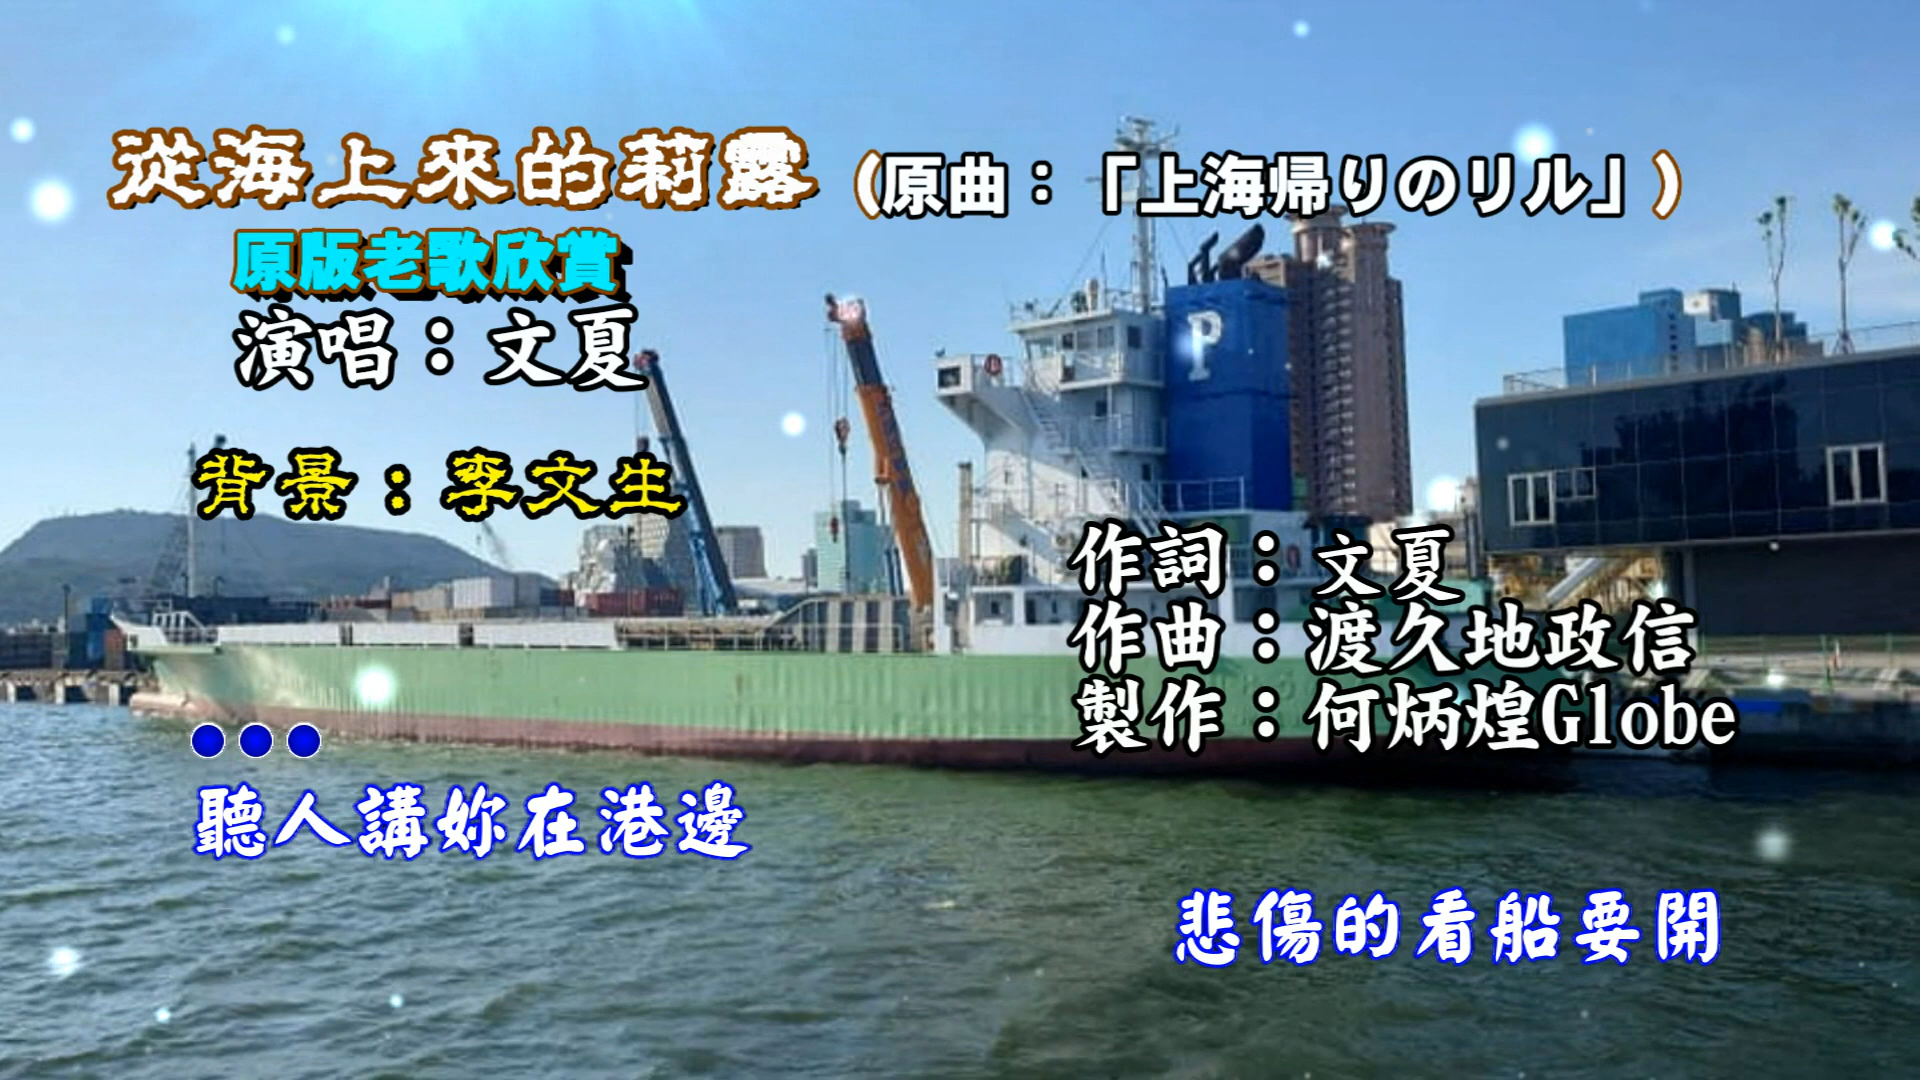 從海上來的莉露 (原曲：「上海帰りのリル」)
原版老歌欣賞
演唱：文夏
P
背景：李文生
作詞：文夏
作曲：渡久地政信
製作：何炳煌Globe
聽人講妳在港邊
悲傷的看船要開